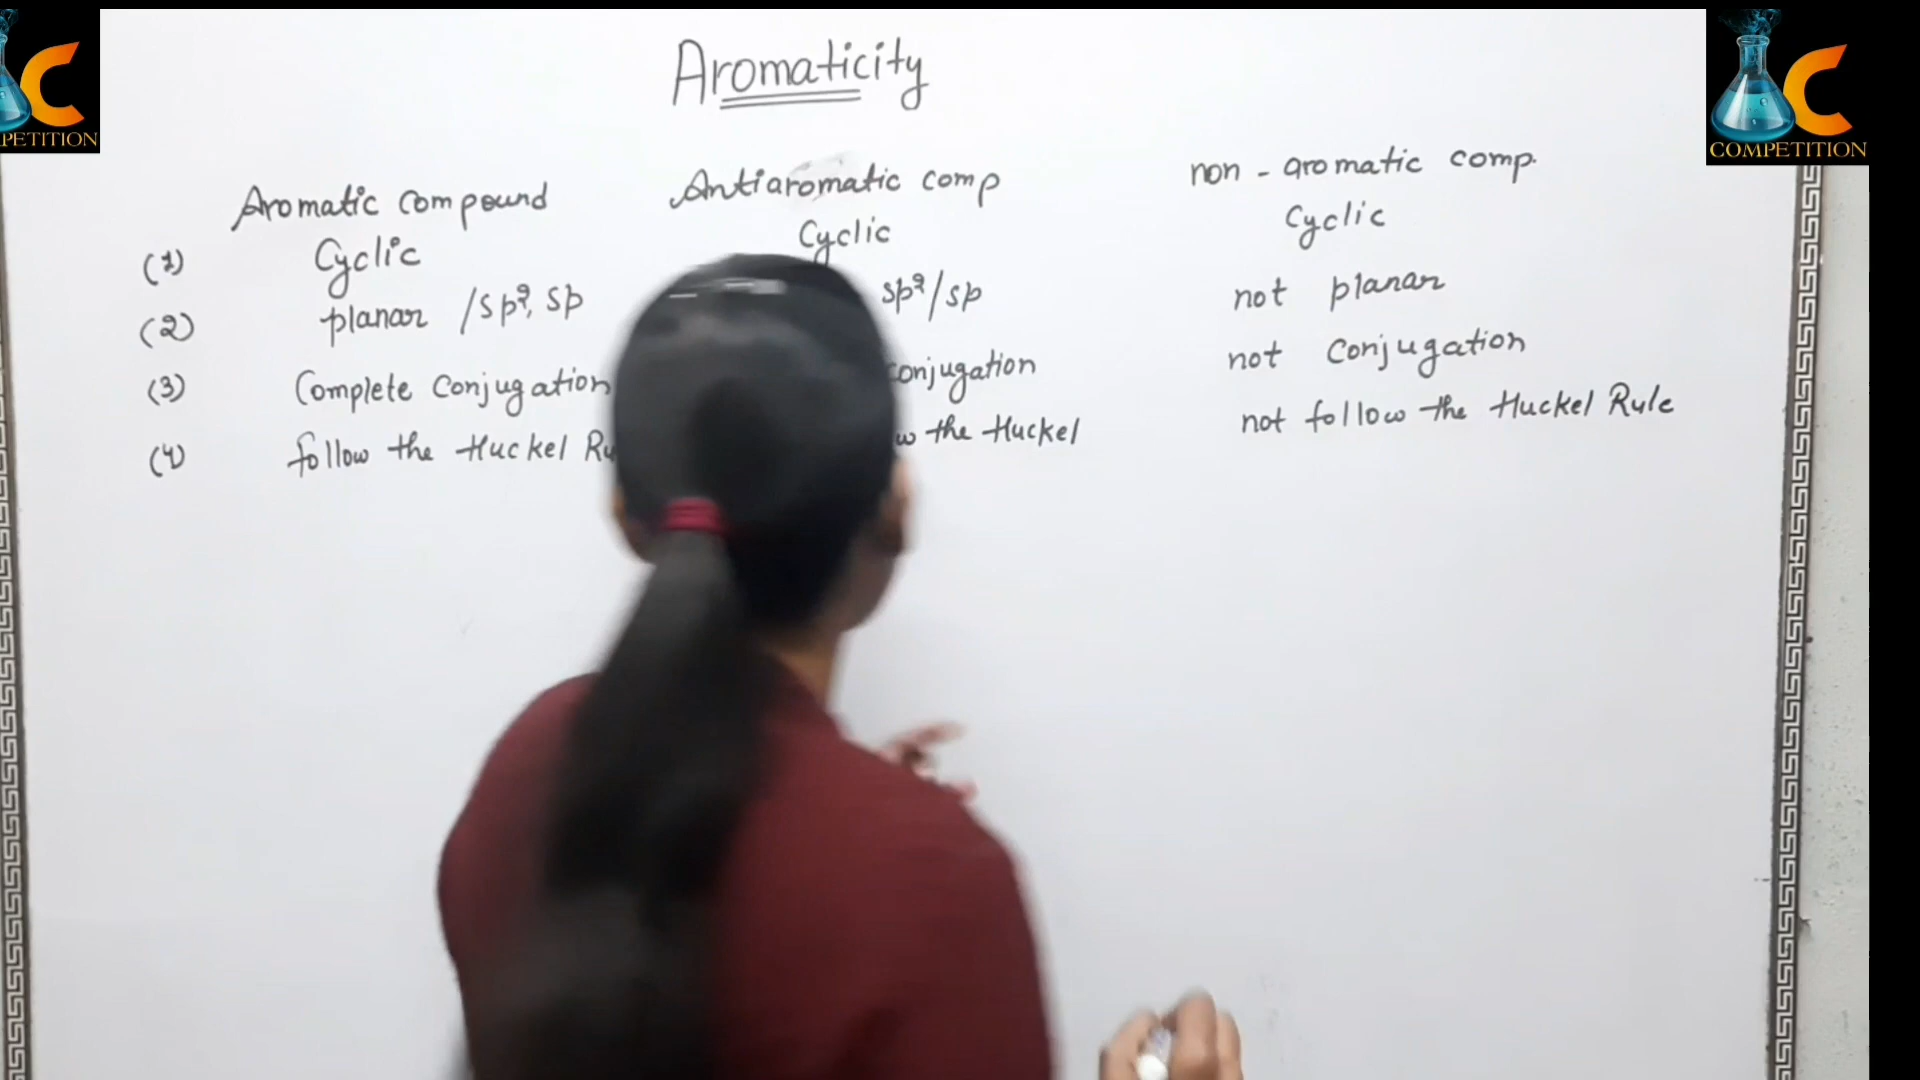 Aromaticity
Aromatic compound
Antiaromatic comp
non - aromatic comp.
(1) Cyclic
Cyclic
Cyclic
(2) planar /sp², sp
sp²/sp
not planar
(3) Complete Conjugation
conjugation
not Conjugation
(4) follow the Huckel
the Huckel
not follow the Huckel Rule
C
PETITION
C
COMPETITION